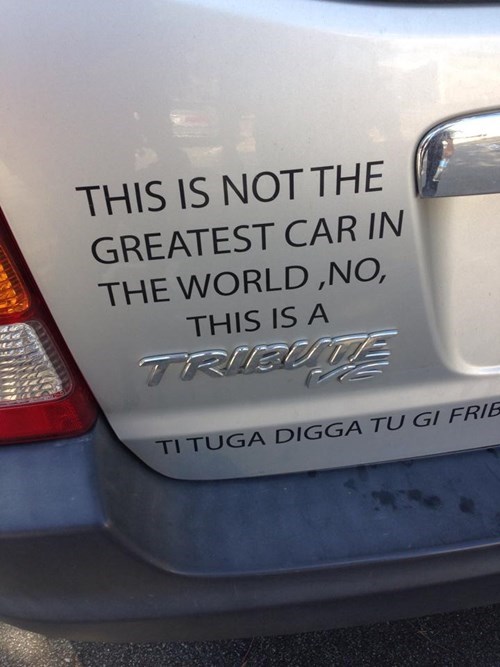 THIS IS NOT THE
GREATEST CAR IN
THE WORLD ,NO,
THIS IS A
TRIBUTE
V6
TI TUGA DIGGA TU GI FRIB